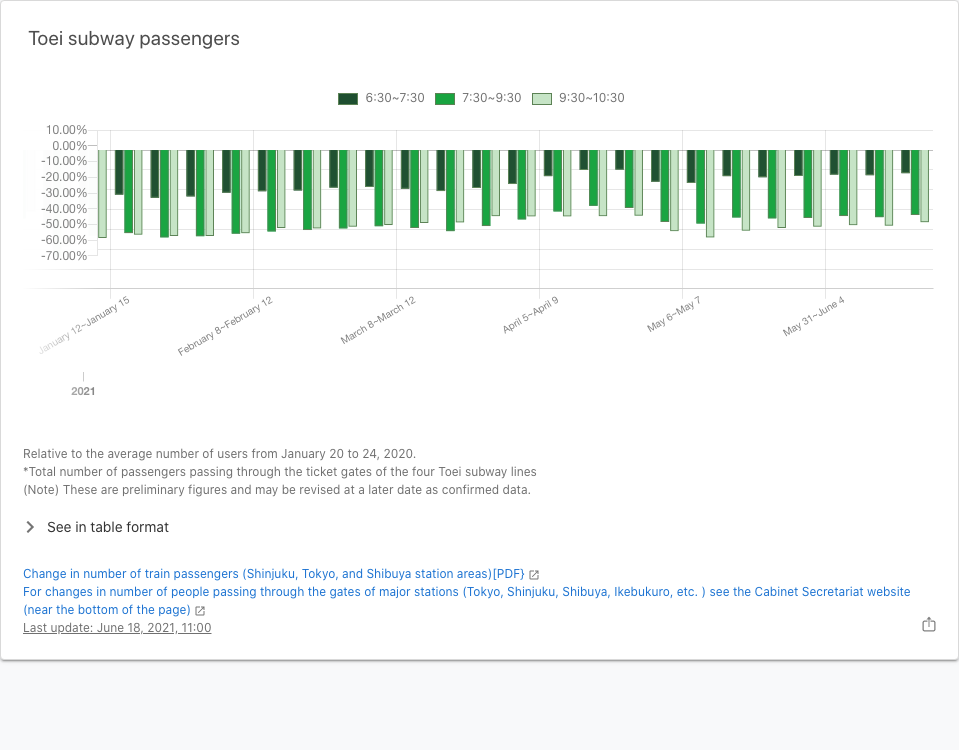 Toei subway passengers
6:30~7:30 7:30~9:30 9:30~10:30
10.00%
0.00%
-10.00%
-20.00%
-30.00%
-40.00%
-50.00%
-60.00%
-70.00%
January 12~January 15
February 8~February 12
March 8~March 12
April 5~April 9
May 6~May 7
May 31~June 4
2021
Relative to the average number of users from January 20 to 24, 2020.
*Total number of passengers passing through the ticket gates of the four Toei subway lines
(Note) These are preliminary figures and may be revised at a later date as confirmed data.
See in table format
Change in number of train passengers (Shinjuku, Tokyo, and Shibuya station areas)[PDF}
For changes in number of people passing through the gates of major stations (Tokyo, Shinjuku, Shibuya, Ikebukuro, etc. ) see the Cabinet Secretariat website
(near the bottom of the page)
Last update: June 18, 2021, 11:00